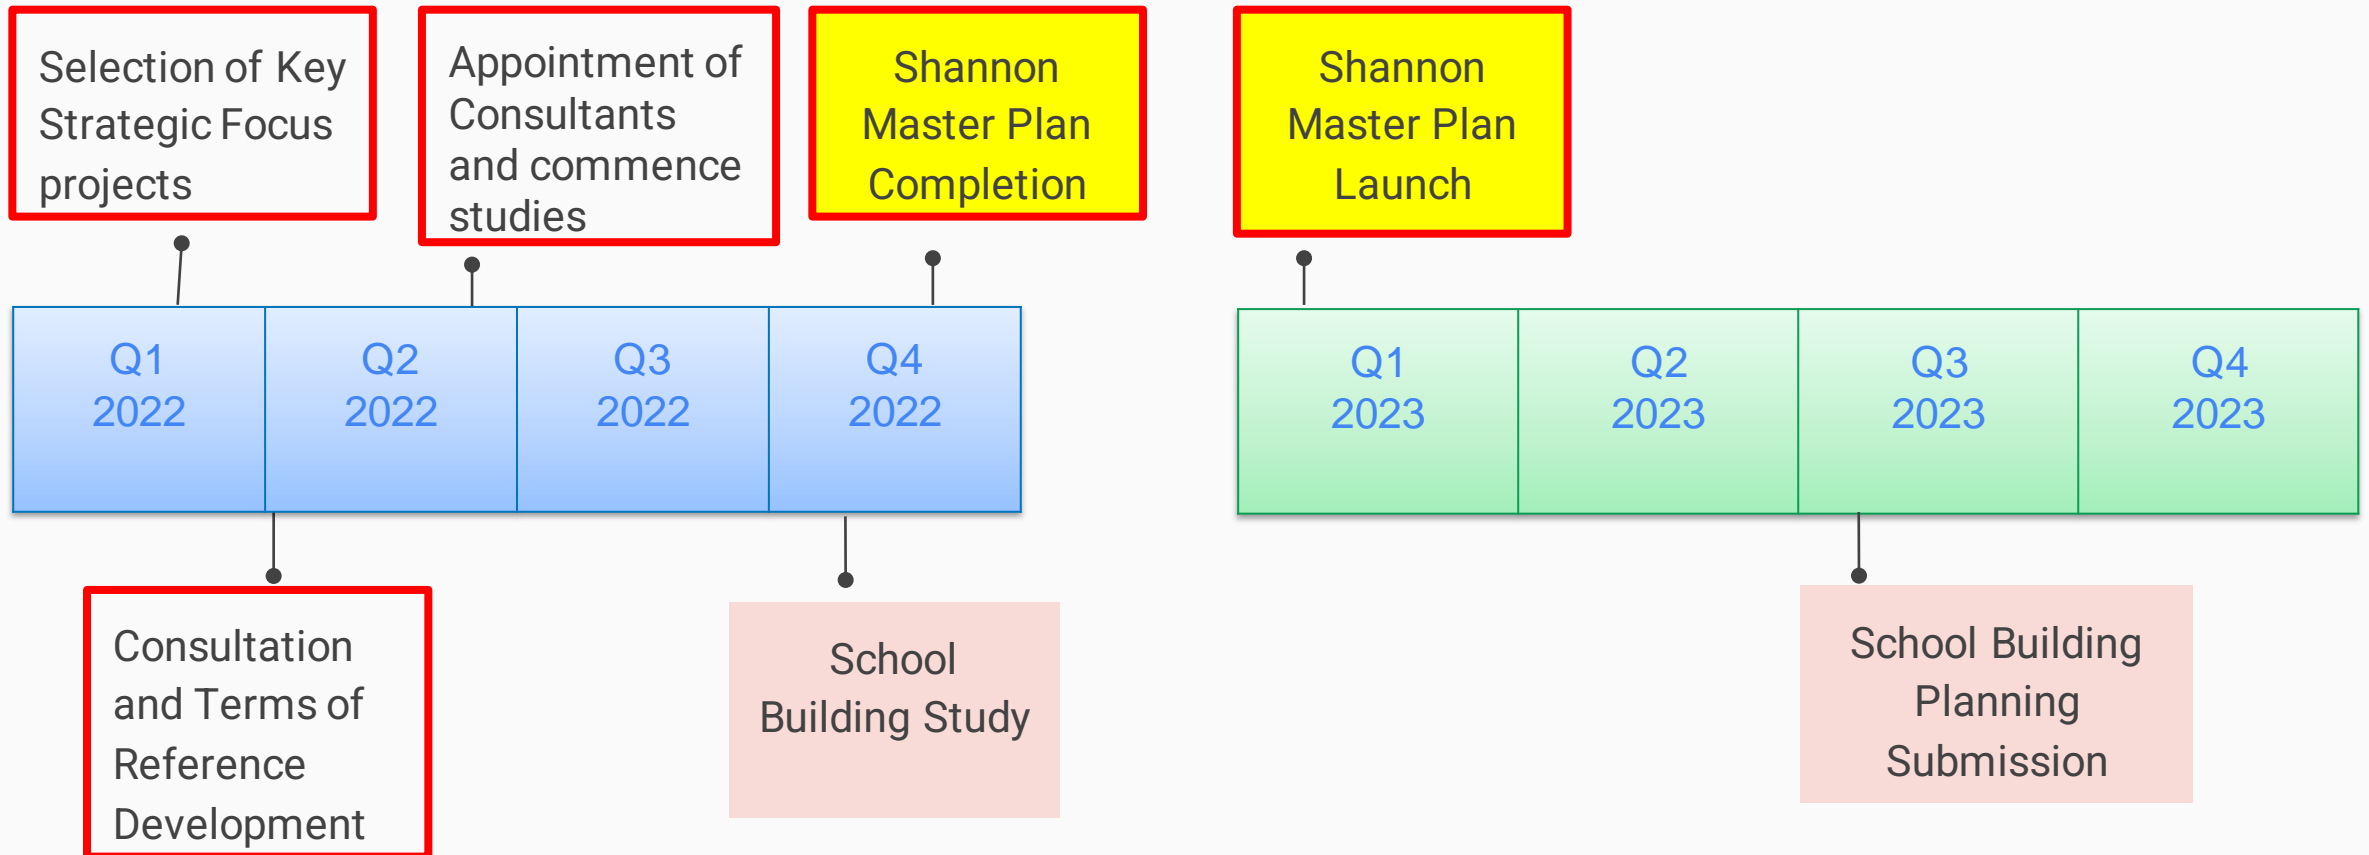 Selection of Key
Strategic Focus
projects
Appointment of
Consultants
and commence
studies
Shannon
Master Plan
Completion
Shannon
Master Plan
Launch
Q1
2022
Q2
2022
Q3
2022
Q4
2022
Q1
2023
Q2
2023
Q3
2023
Q4
2023
Consultation
and Terms of
Reference
Development
School
Building Study
School Building
Planning
Submission